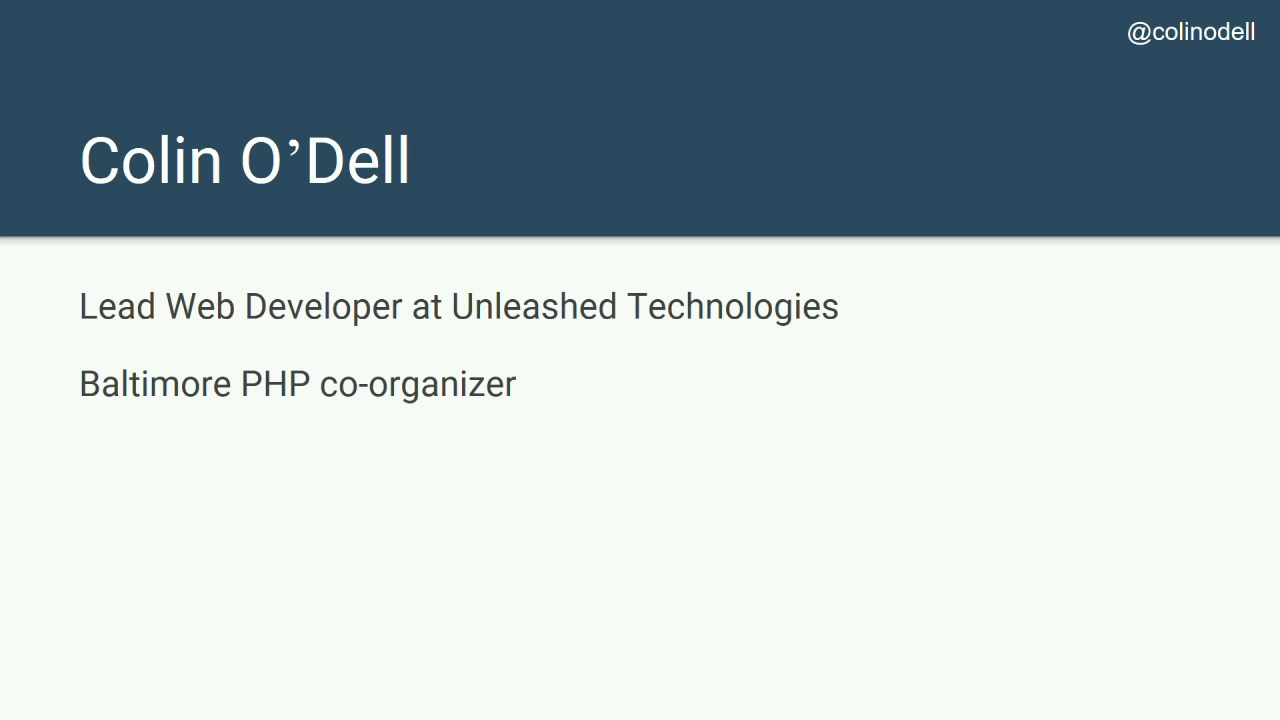 @colinodell
Colin O’Dell
Lead Web Developer at Unleashed Technologies
Baltimore PHP co-organizer